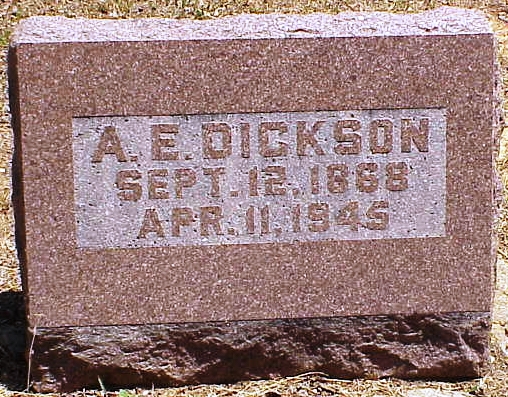 A. E. DICKSON
SEPT. 12, 1868
APR. 11, 1945